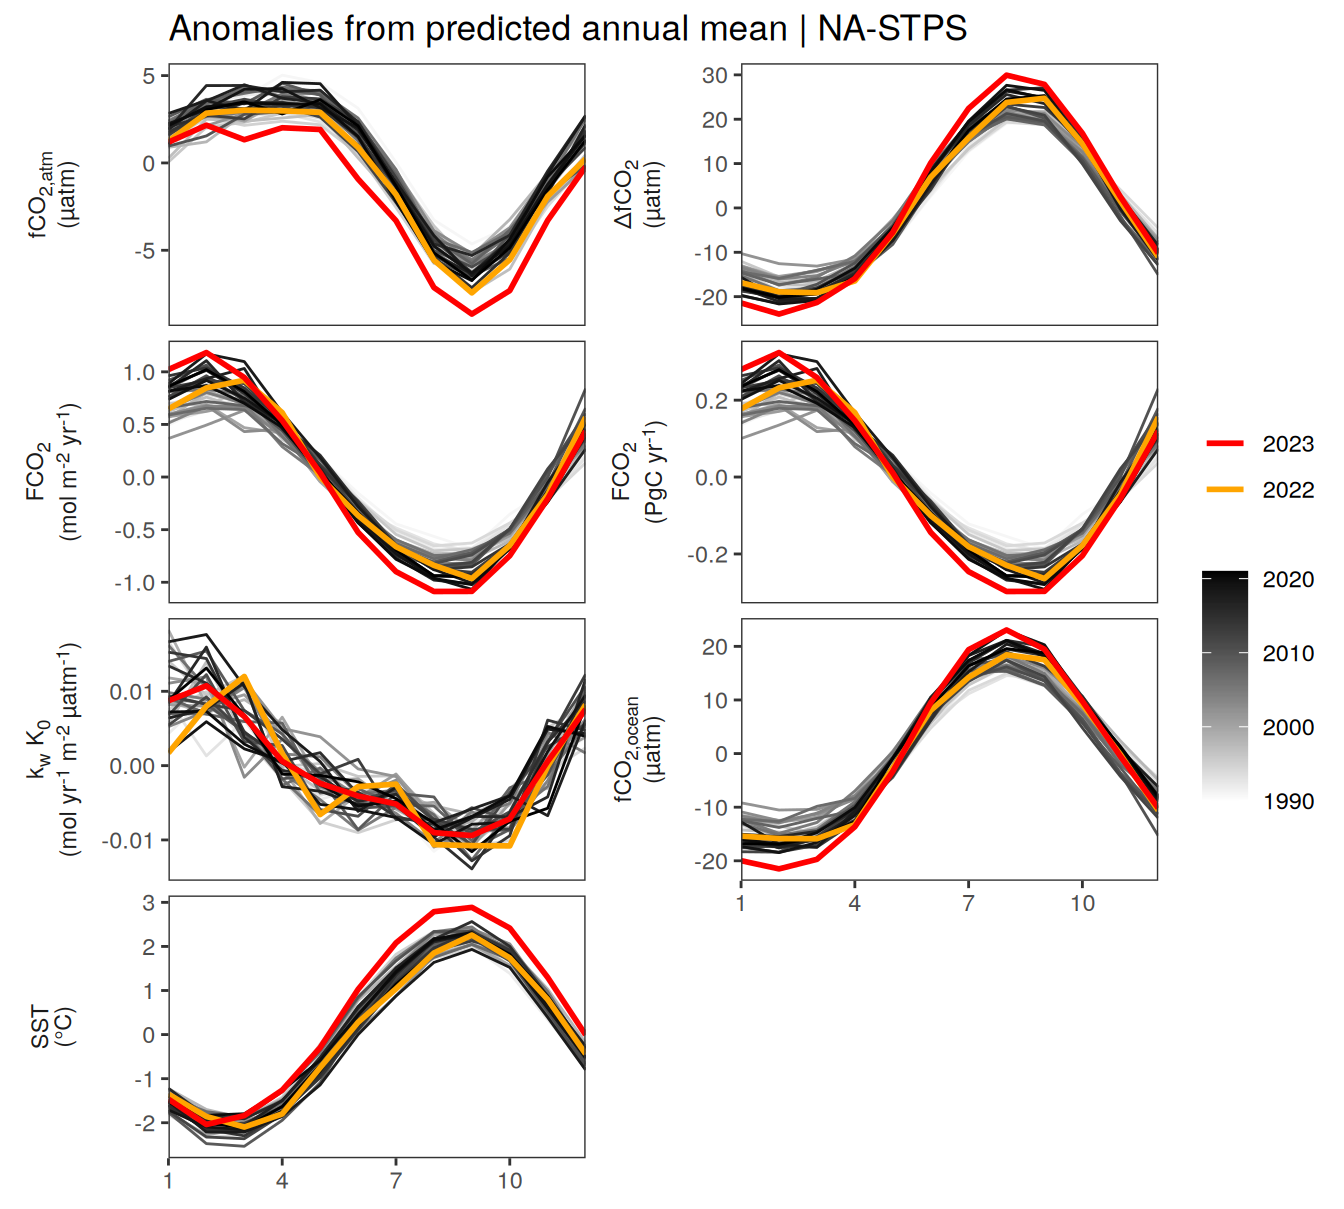 Anomalies from predicted annual mean | NA-STPS
fCO2,atm
(µatm)
5
0
-5
ΔfCO2
(µatm)
30
20
10
0
-10
-20
FCO2
(mol m-2 yr-1)
1.0
0.5
0.0
-0.5
-1.0
FCO2
(PgC yr-1)
0.2
0.0
-0.2
kw K0
(mol yr-1 m-2 µatm-1)
0.01
0.00
-0.01
fCO2,ocean
(µatm)
20
10
0
-10
-20
1 4 7 10
SST
(°C)
3
2
1
0
-1
-2
1 4 7 10
2023
2022
2020
2010
2000
1990